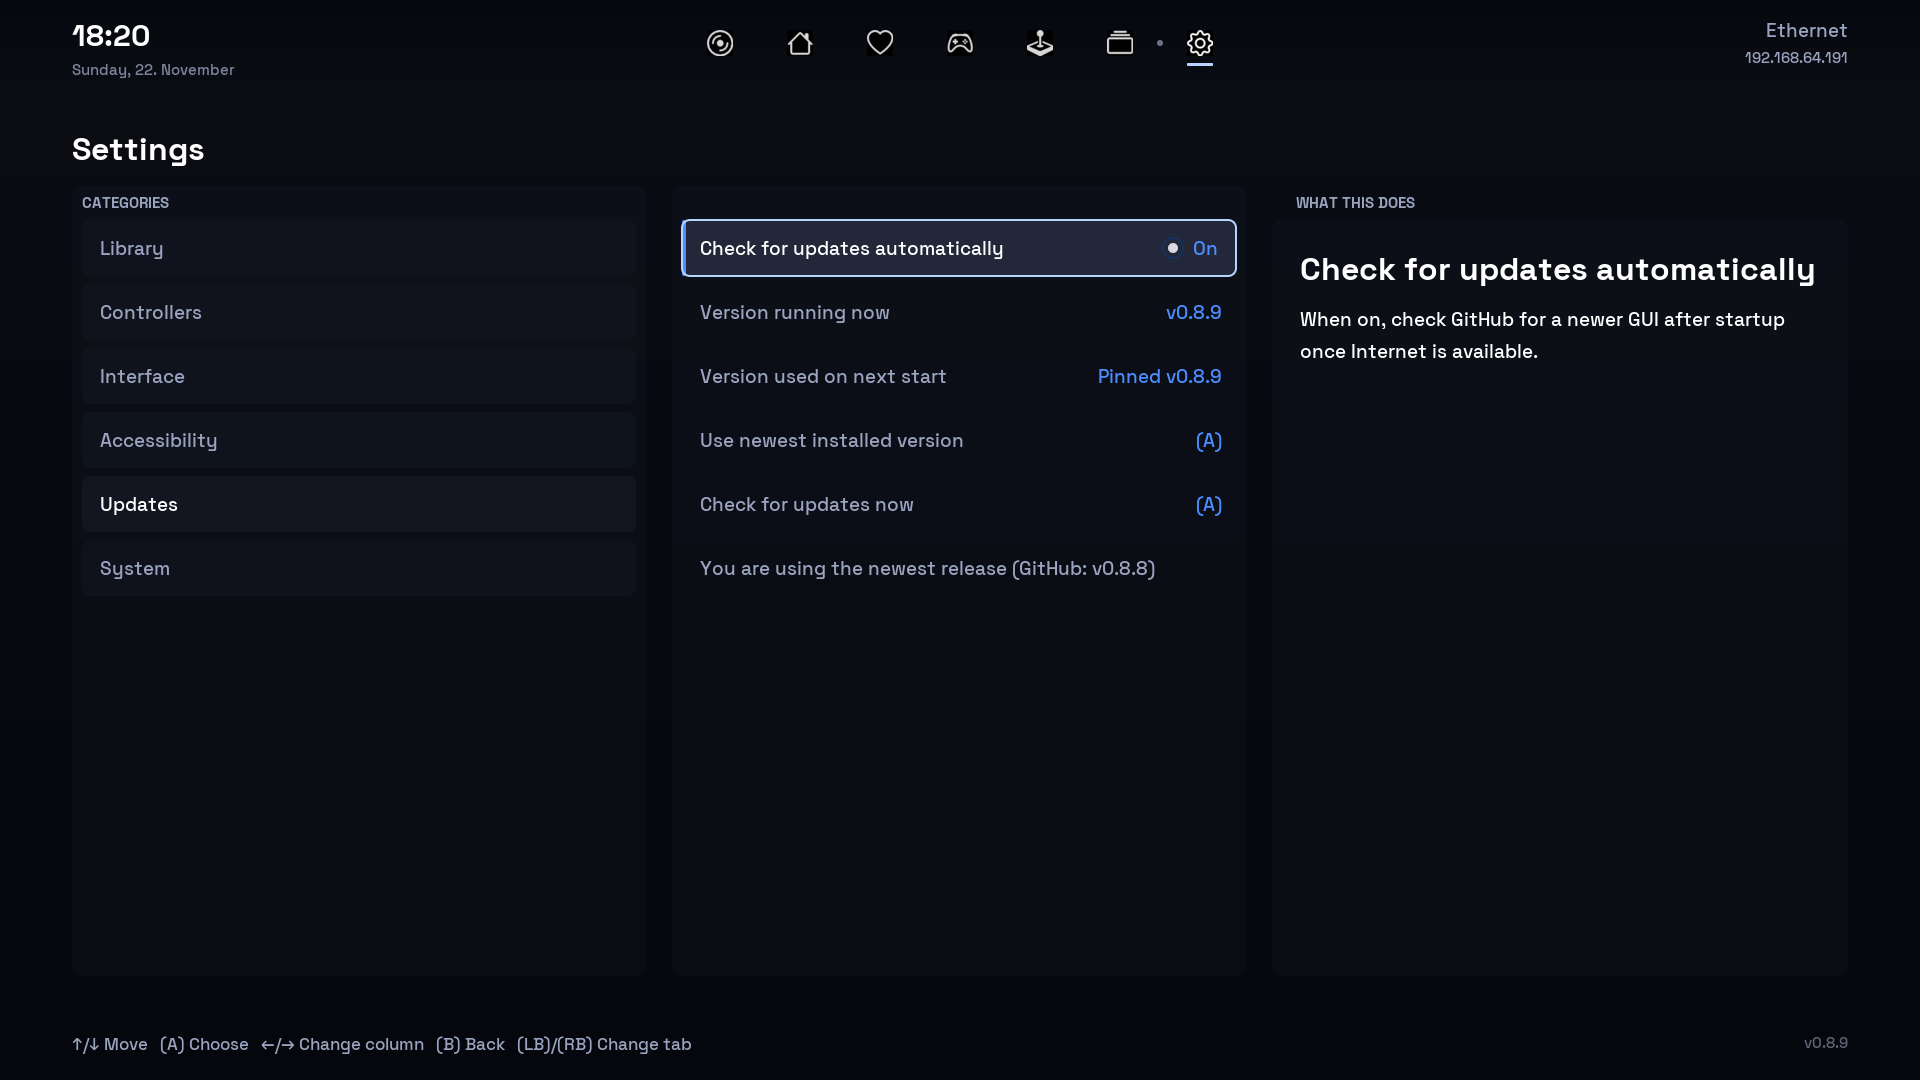 18:20
Sunday, 22. November
Ethernet
192.168.64.191
Settings
CATEGORIES
Library
Controllers
Interface
Accessibility
Updates
System
Check for updates automatically On
Version running now v0.8.9
Version used on next start Pinned v0.8.9
Use newest installed version (A)
Check for updates now (A)
You are using the newest release (GitHub: v0.8.8)
WHAT THIS DOES
Check for updates automatically
When on, check GitHub for a newer GUI after startup
once Internet is available.
↑/↓ Move (A) Choose ←/→ Change column (B) Back (LB)/(RB) Change tab
v0.8.9